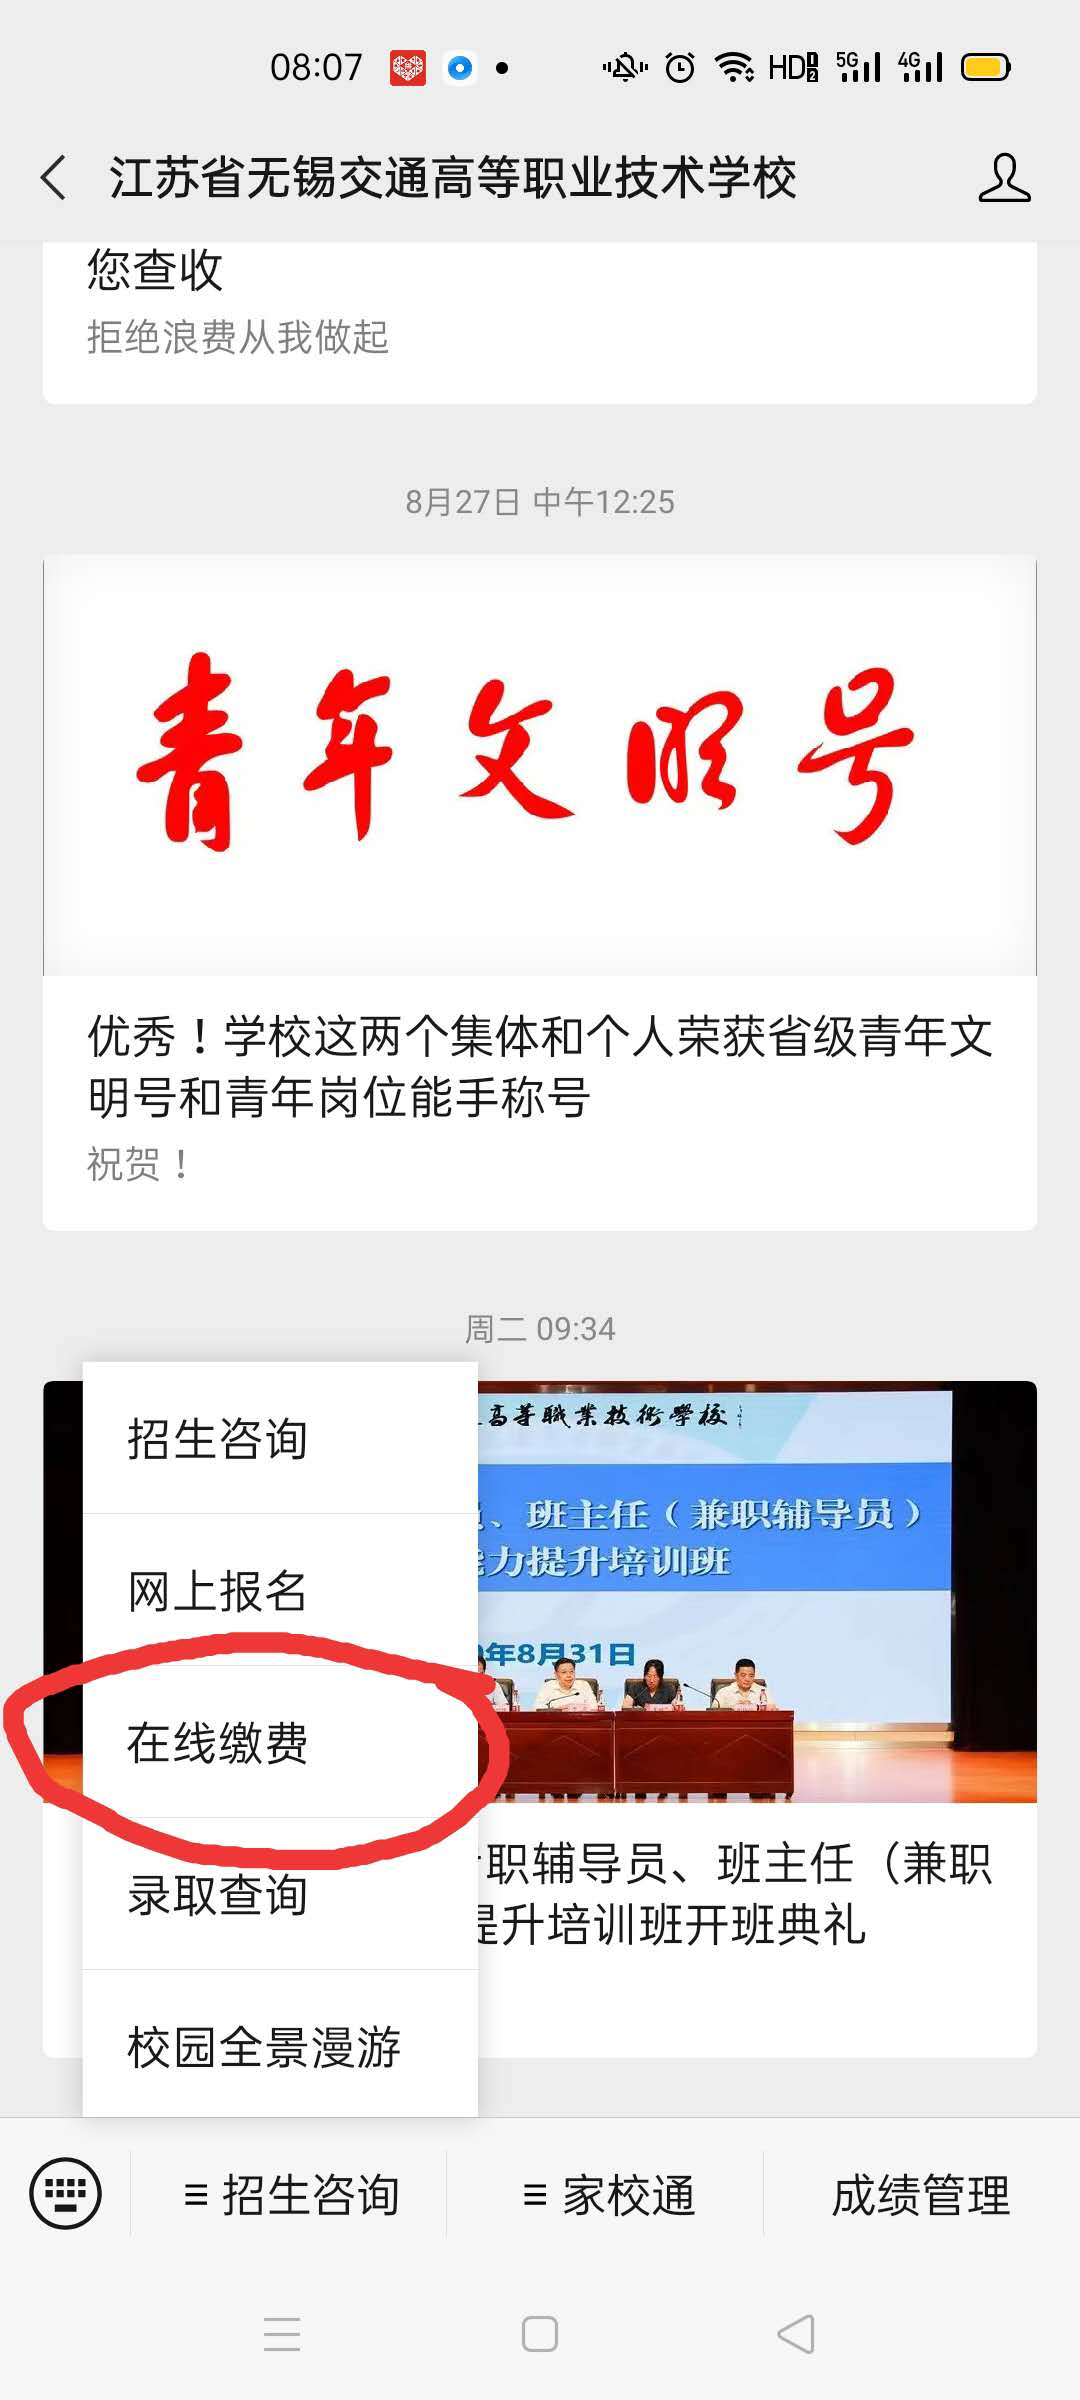 08:07
HD 1 2 5G 4G
江苏省无锡交通高等职业技术学校
您查收
拒绝浪费从我做起
8月27日 中午12:25
青年文明号
优秀！学校这两个集体和个人荣获省级青年文
明号和青年岗位能手称号
祝贺！
周二 09:34
高等職業技術學校
、班主任（兼职辅导员）
力提升培训班
年8月31日
职辅导员、班主任（兼职
提升培训班开班典礼
招生咨询
网上报名
在线缴费
录取查询
校园全景漫游
招生咨询
家校通
成绩管理